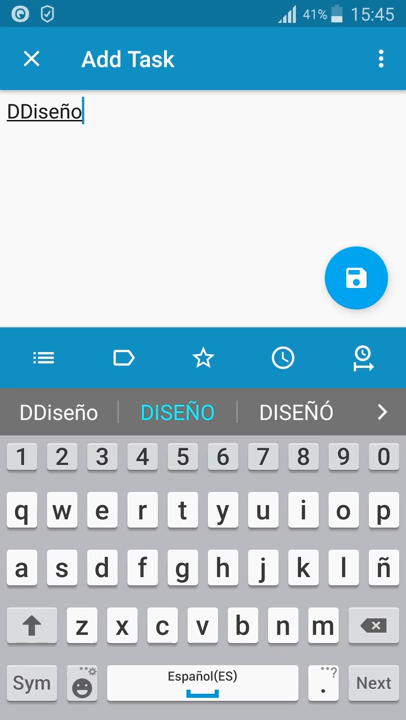 41% 15:45
Add Task
DDiseño
DDiseño DISEÑO DISEÑÓ
1 2 3 4 5 6 7 8 9 0
q w e r t y u i o p
a s d f g h j k l ñ
z x c v b n m
Sym Español(ES) . ? Next